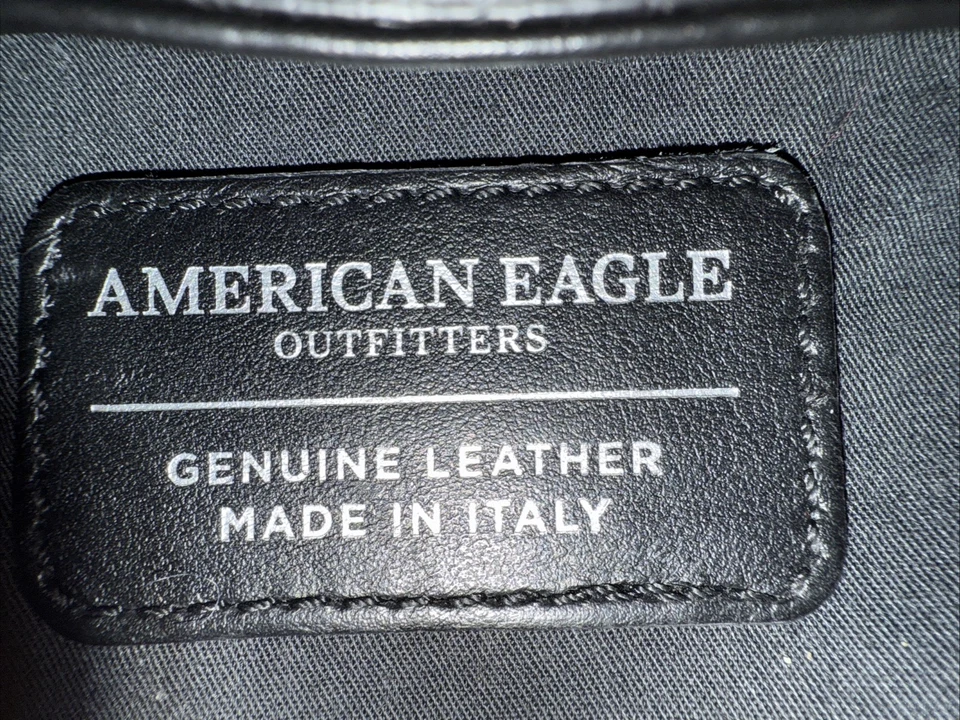 AMERICAN EAGLE
OUTFITTERS
GENUINE LEATHER
MADE IN ITALY